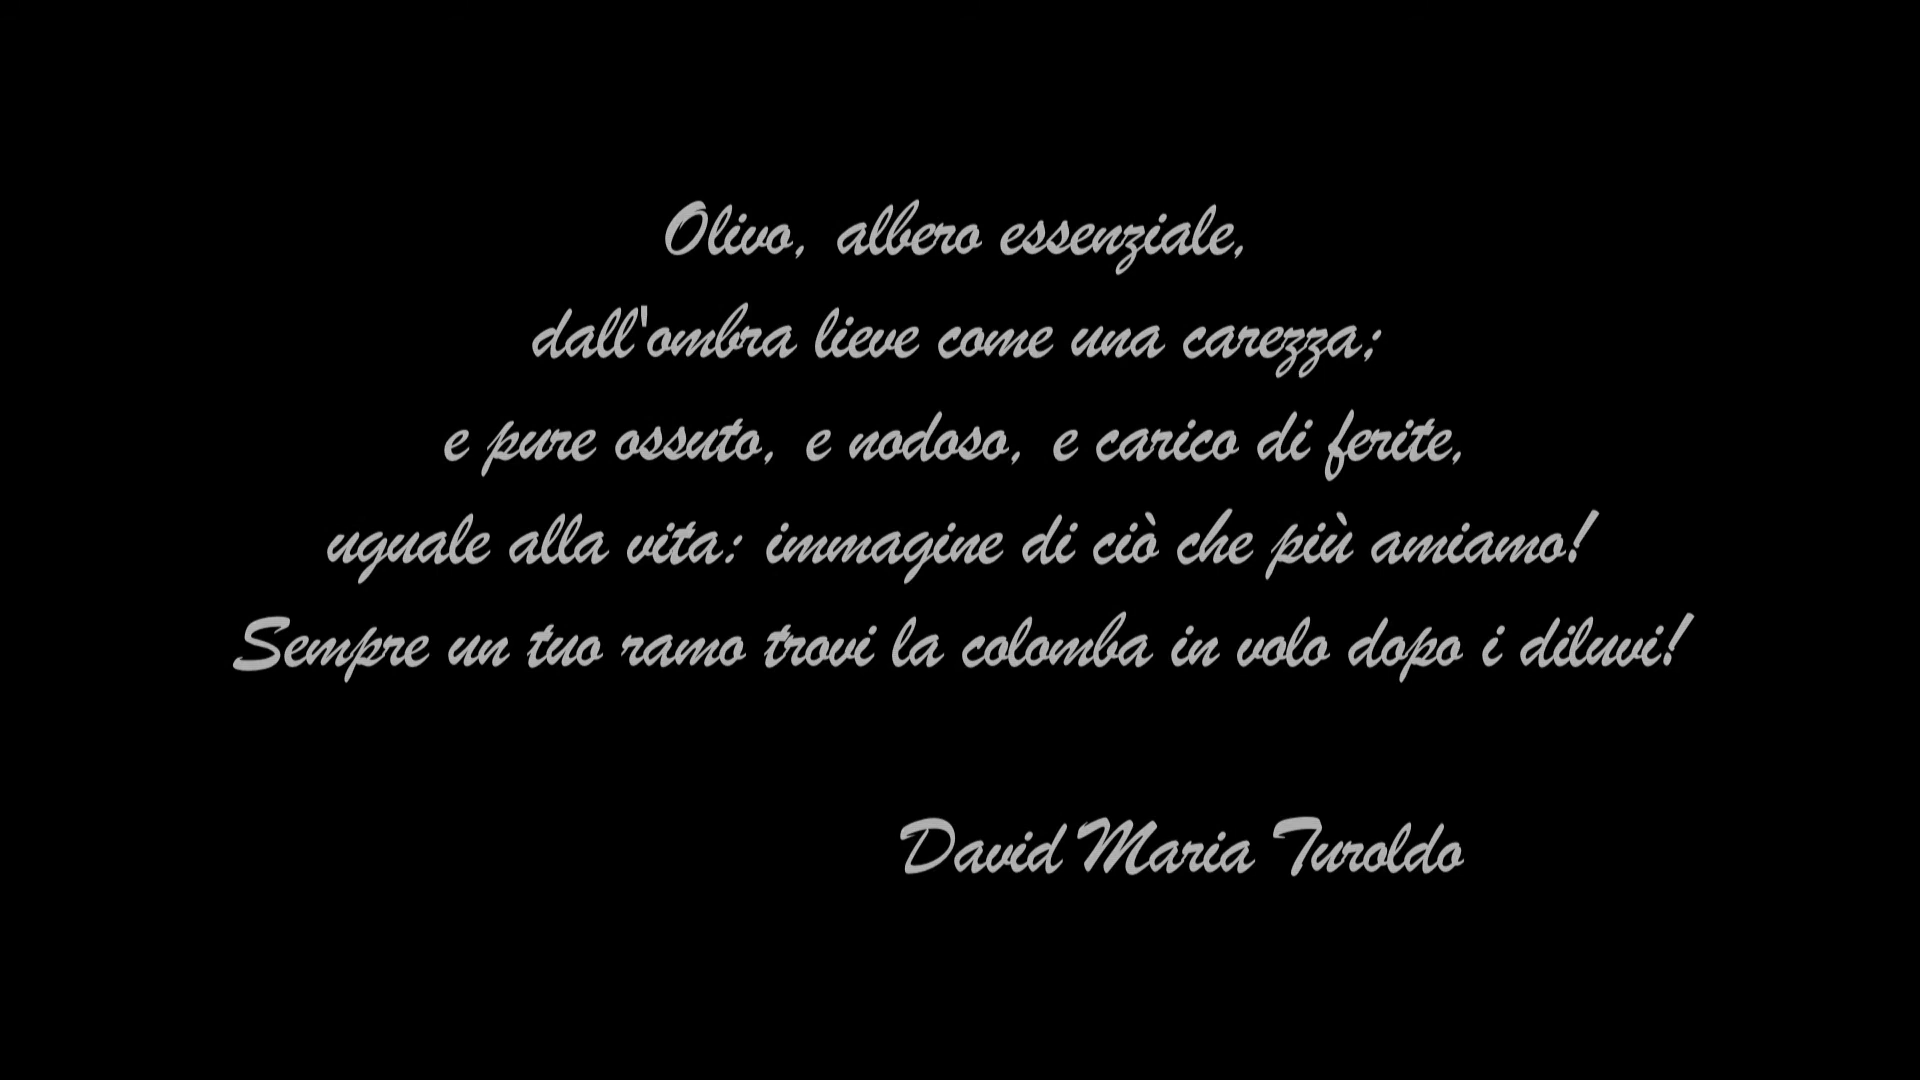 Olivo, albero essenziale,
dall'ombra lieve come una carezza;
e pure ossuto, e nodoso, e carico di ferite,
uguale alla vita: immagine di ciò che più amiamo!
Sempre un tuo ramo trovi la colomba in volo dopo i diluvi!
David Maria Turoldo